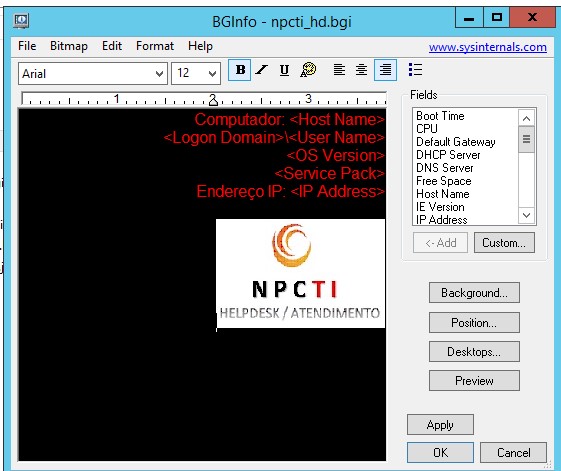 BGInfo - npcti_hd.bgi
File Bitmap Edit Format Help
www.sysinternals.com
Arial 12 B I U
1 2 3
Computador: <Host Name>
<Logon Domain>\<User Name>
<OS Version>
<Service Pack>
Endereço IP: <IP Address>
NPCTI
HELPDESK / ATENDIMENTO
Fields
Boot Time
CPU
Default Gateway
DHCP Server
DNS Server
Free Space
Host Name
IE Version
IP Address
<- Add Custom...
Background...
Position...
Desktops...
Preview
Apply
OK Cancel